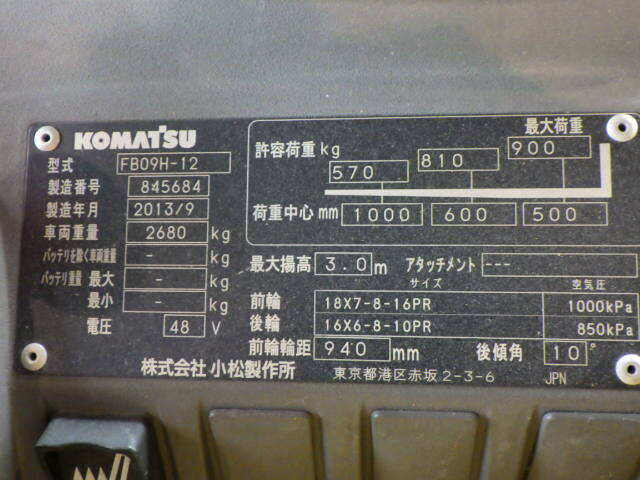 KOMATSU
型式 FB09H-12
製造番号 845684
製造年月 2013/9
車両重量 2680 kg
バッテリを除く車両重量 - kg
バッテリ重量 最大 - kg
最小 - kg
電圧 48 V
最大荷重
許容荷重 kg 570 810 900
荷重中心 mm 1000 600 500
最大揚高 3.0 m アタッチメント ---
サイズ 空気圧
前輪 18X7-8-16PR 1000kPa
後輪 16X6-8-10PR 850kPa
前輪輪距 940 mm 後傾角 10°
株式会社 小松製作所 東京都港区赤坂2-3-6 JPN